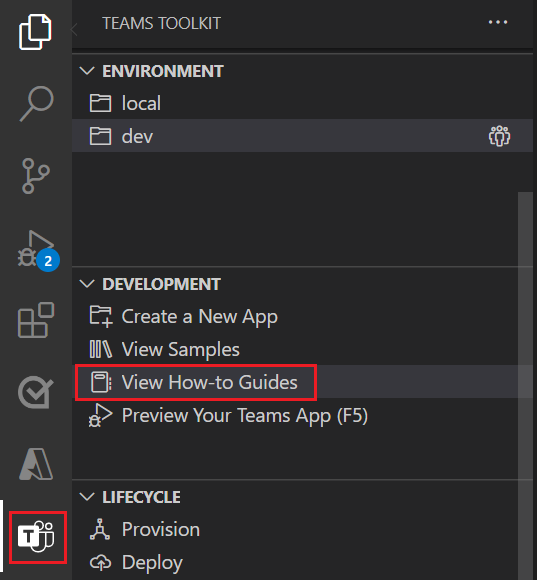 TEAMS TOOLKIT
ENVIRONMENT
local
dev
2
DEVELOPMENT
Create a New App
View Samples
View How-to Guides
Preview Your Teams App (F5)
LIFECYCLE
T
Provision
Deploy